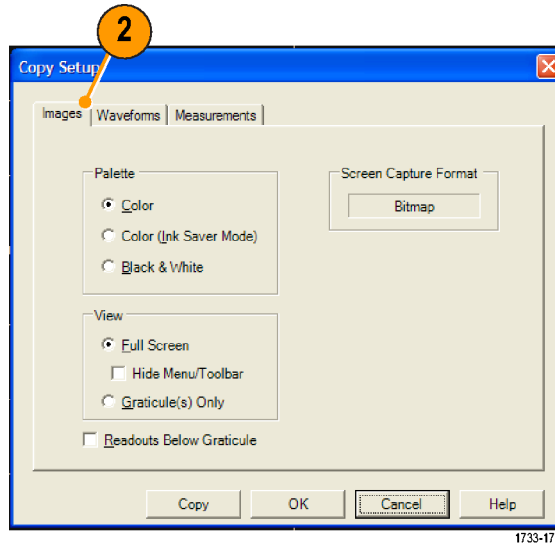 2
Copy Setup
Images Waveforms Measurements
Palette
Color
Color (Ink Saver Mode)
Black & White
Screen Capture Format
Bitmap
View
Full Screen
Hide Menu/Toolbar
Graticule(s) Only
Readouts Below Graticule
Copy OK Cancel Help
1733-17